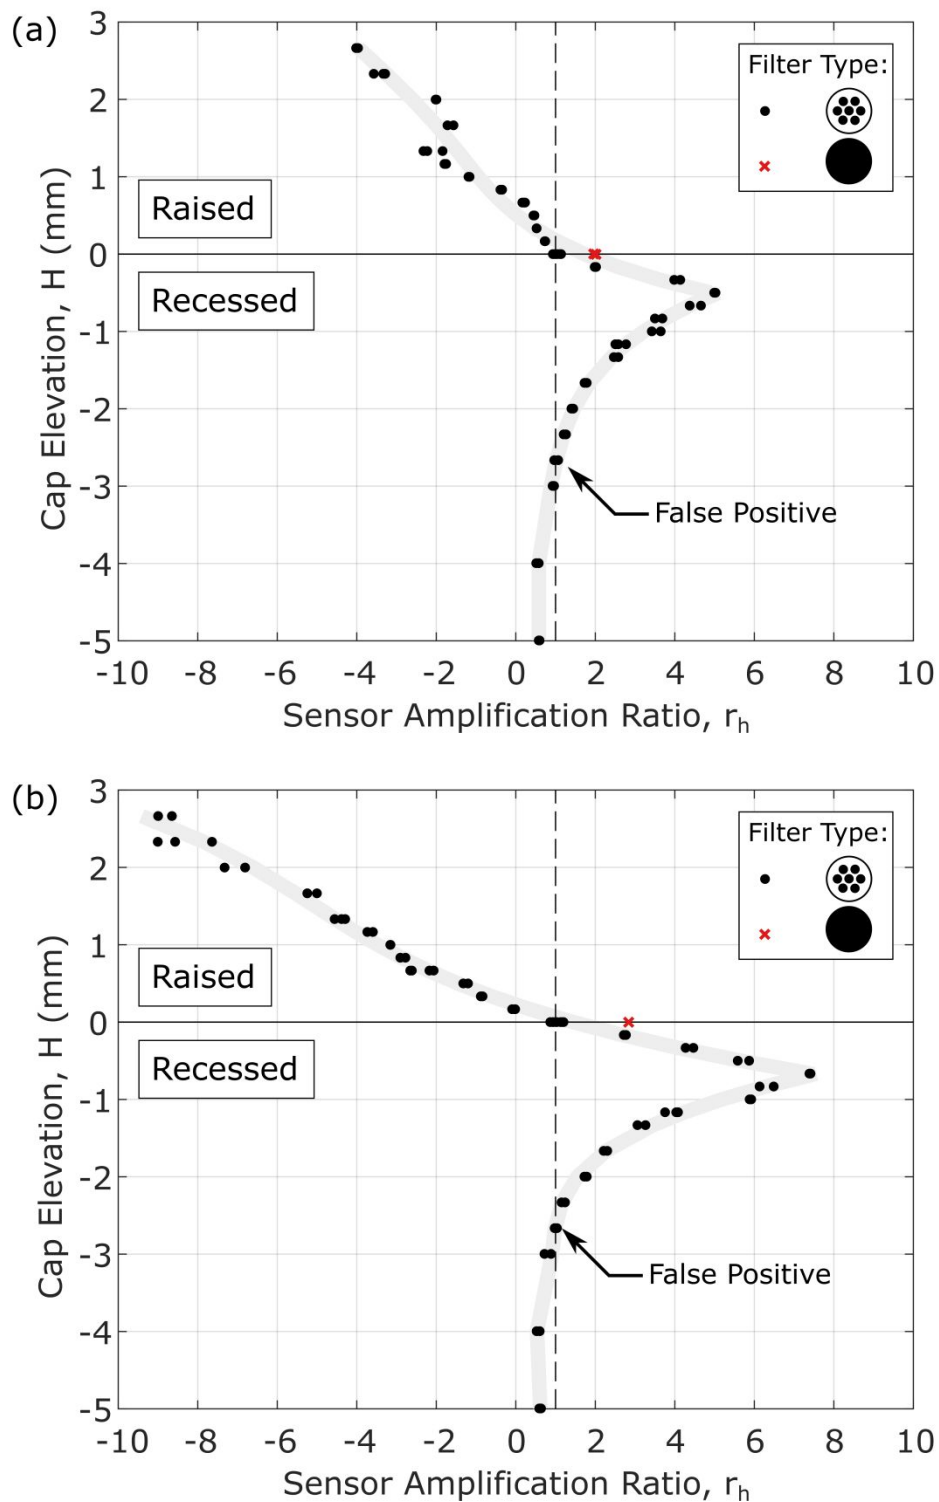 (a)
3
2
1
0
-1
-2
-3
-4
-5
Cap Elevation, H (mm)
Raised
Recessed
Filter Type:
False Positive
-10 -8 -6 -4 -2 0 2 4 6 8 10
Sensor Amplification Ratio, rₕ
(b)
3
2
1
0
-1
-2
-3
-4
-5
Cap Elevation, H (mm)
Raised
Recessed
Filter Type:
False Positive
-10 -8 -6 -4 -2 0 2 4 6 8 10
Sensor Amplification Ratio, rₕ